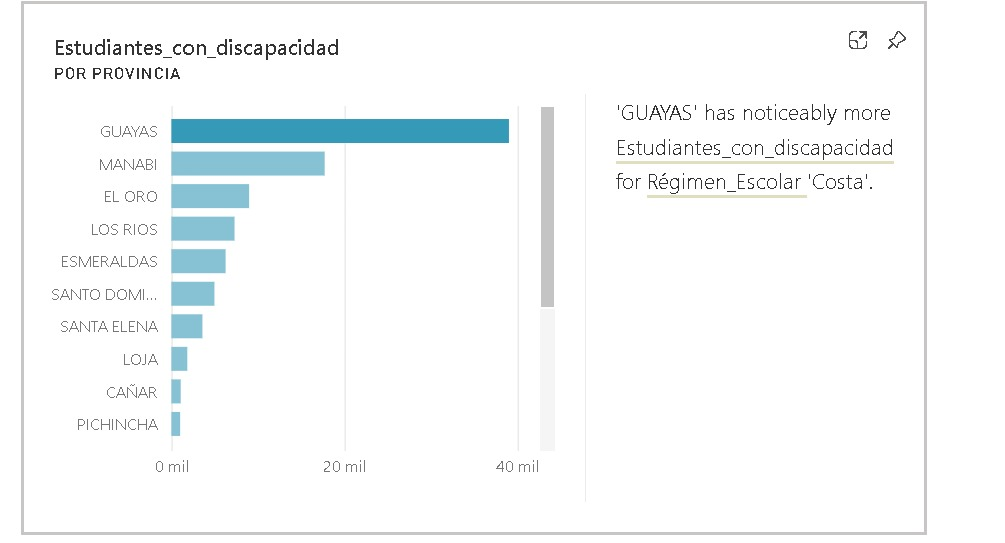 Estudiantes_con_discapacidad
POR PROVINCIA
GUAYAS
MANABI
EL ORO
LOS RIOS
ESMERALDAS
SANTO DOMI...
SANTA ELENA
LOJA
CAÑAR
PICHINCHA
0 mil
20 mil
40 mil
'GUAYAS' has noticeably more
Estudiantes_con_discapacidad
for Régimen_Escolar 'Costa'.